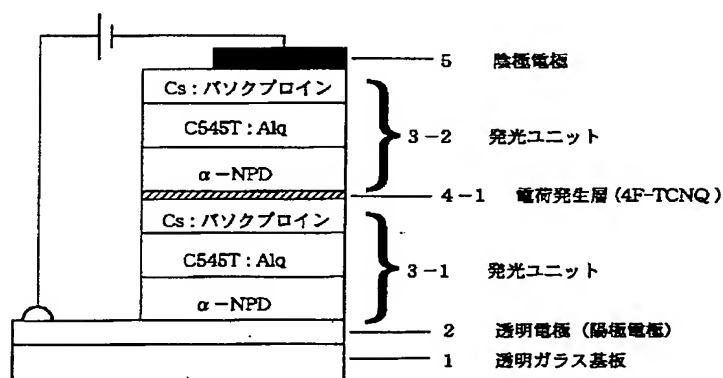 5 陰極電極
Cs:バソクプロイン
C545T:Alq
3-2 発光ユニット
α-NPD
4-1 電荷発生層(4F-TCNQ)
Cs:バソクプロイン
C545T:Alq
3-1 発光ユニット
α-NPD
2 透明電極(陽極電極)
1 透明ガラス基板